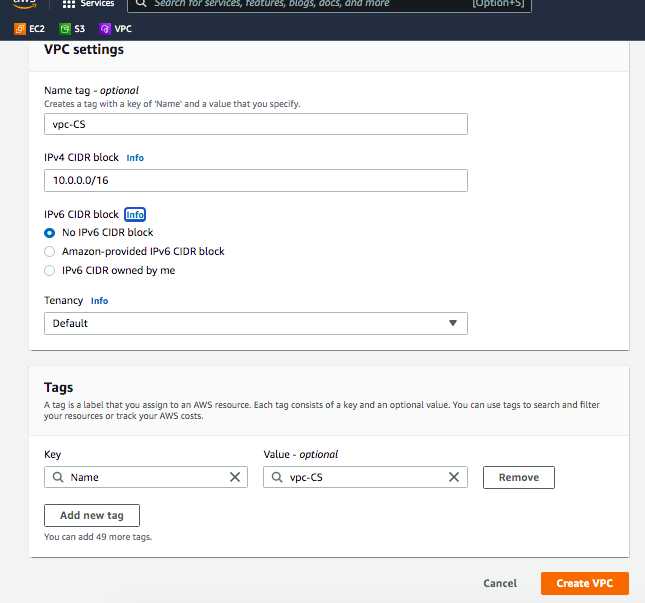 aws
Services
Search for services, features, blogs, docs, and more
[Option+S]
EC2
S3
VPC
VPC settings
Name tag - optional
Creates a tag with a key of 'Name' and a value that you specify.
vpc-CS
IPv4 CIDR block Info
10.0.0.0/16
IPv6 CIDR block Info
No IPv6 CIDR block
Amazon-provided IPv6 CIDR block
IPv6 CIDR owned by me
Tenancy Info
Default
Tags
A tag is a label that you assign to an AWS resource. Each tag consists of a key and an optional value. You can use tags to search and filter
your resources or track your AWS costs.
Key
Value - optional
Name
vpc-CS
Remove
Add new tag
You can add 49 more tags.
Cancel
Create VPC